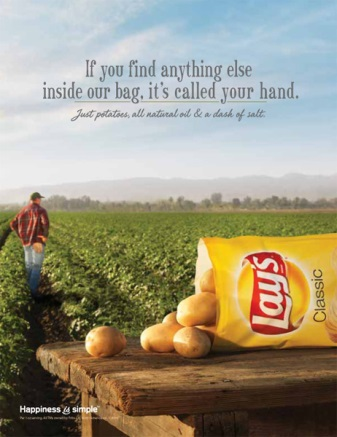 If you find anything else
inside our bag, it's called your hand.
Just potatoes, all natural oil & a dash of salt.
Lay's
Classic
Happiness is simple